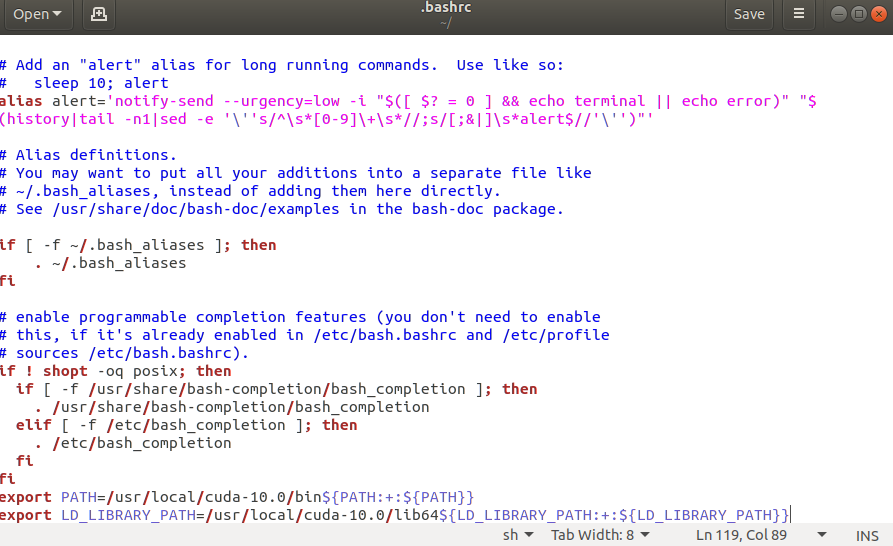 Open
.bashrc
~/
Save
# Add an "alert" alias for long running commands.  Use like so:
#   sleep 10; alert
alias alert='notify-send --urgency=low -i "$([ $? = 0 ] && echo terminal || echo error)" "$
(history|tail -n1|sed -e '\''s/^\s*[0-9]\+\s*//;s/[;&|]\s*alert$//'\'')"'
# Alias definitions.
# You may want to put all your additions into a separate file like
# ~/.bash_aliases, instead of adding them here directly.
# See /usr/share/doc/bash-doc/examples in the bash-doc package.
if [ -f ~/.bash_aliases ]; then
    . ~/.bash_aliases
fi
# enable programmable completion features (you don't need to enable
# this, if it's already enabled in /etc/bash.bashrc and /etc/profile
# sources /etc/bash.bashrc).
if ! shopt -oq posix; then
  if [ -f /usr/share/bash-completion/bash_completion ]; then
    . /usr/share/bash-completion/bash_completion
  elif [ -f /etc/bash_completion ]; then
    . /etc/bash_completion
  fi
fi
export PATH=/usr/local/cuda-10.0/bin${PATH:+:${PATH}}
export LD_LIBRARY_PATH=/usr/local/cuda-10.0/lib64${LD_LIBRARY_PATH:+:${LD_LIBRARY_PATH}}
sh  Tab Width: 8  Ln 119, Col 89  INS